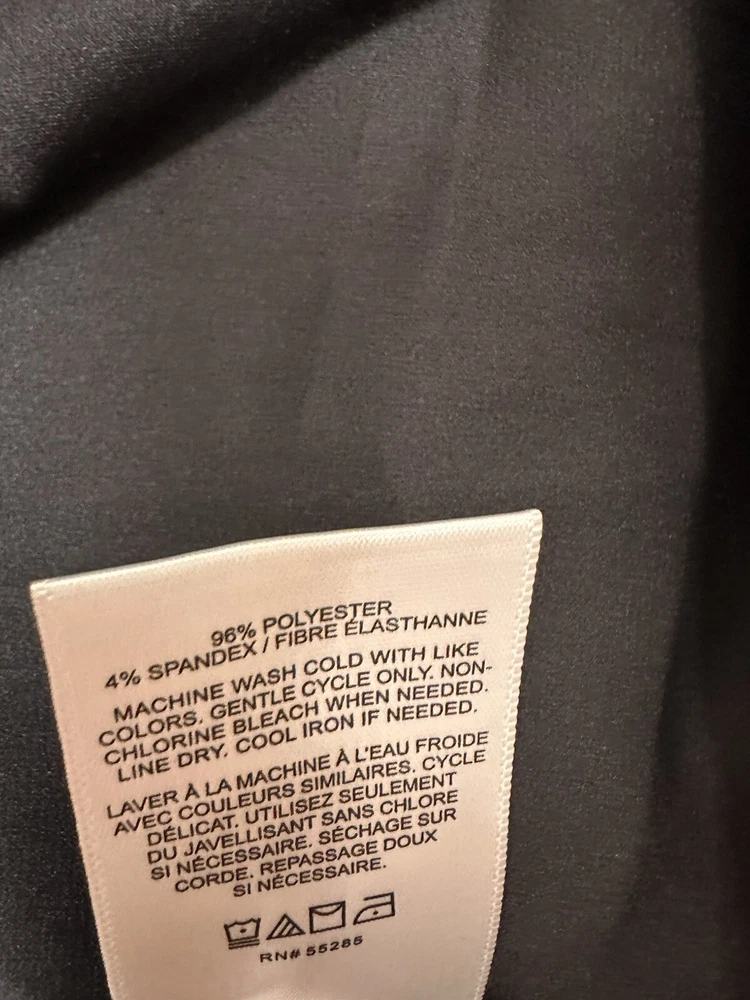 96% POLYESTER
4% SPANDEX / FIBRE ÉLASTHANNE
MACHINE WASH COLD WITH LIKE
COLORS. GENTLE CYCLE ONLY. NON-
CHLORINE BLEACH WHEN NEEDED.
LINE DRY. COOL IRON IF NEEDED.
LAVER À LA MACHINE À L'EAU FROIDE
AVEC COULEURS SIMILAIRES. CYCLE
DÉLICAT. UTILISEZ SEULEMENT
DU JAVELLISANT SANS CHLORE
SI NÉCESSAIRE. SÉCHAGE SUR
CORDE. REPASSAGE DOUX
SI NÉCESSAIRE.
RN# 55285